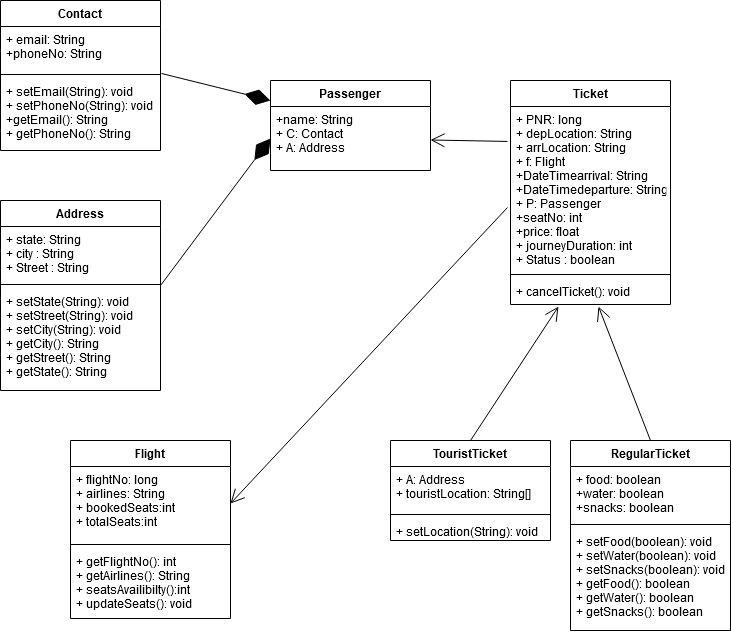 Contact
+ email: String
+phoneNo: String
+ setEmail(String): void
+ setPhoneNo(String): void
+getEmail(): String
+ getPhoneNo(): String
Passenger
+name: String
+ C: Contact
+ A: Address
Ticket
+ PNR: long
+ depLocation: String
+ arrLocation: String
+ f: Flight
+DateTimearrival: String
+DateTimedeparture: String
+ P: Passenger
+seatNo: int
+price: float
+ journeyDuration: int
+ Status : boolean
+ cancelTicket(): void
Address
+ state: String
+ city : String
+ Street : String
+ setState(String): void
+ setStreet(String): void
+ setCity(String): void
+ getCity(): String
+ getStreet(): String
+ getState(): String
Flight
+ flightNo: long
+ airlines: String
+ bookedSeats:int
+ totalSeats:int
+ getFlightNo(): int
+ getAirlines(): String
+ seatsAvailibilty():int
+ updateSeats(): void
TouristTicket
+ A: Address
+ touristLocation: String[]
+ setLocation(String): void
RegularTicket
+ food: boolean
+water: boolean
+snacks: boolean
+ setFood(boolean): void
+ setWater(boolean): void
+ setSnacks(boolean): void
+ getFood(): boolean
+ getWater(): boolean
+ getSnacks(): boolean